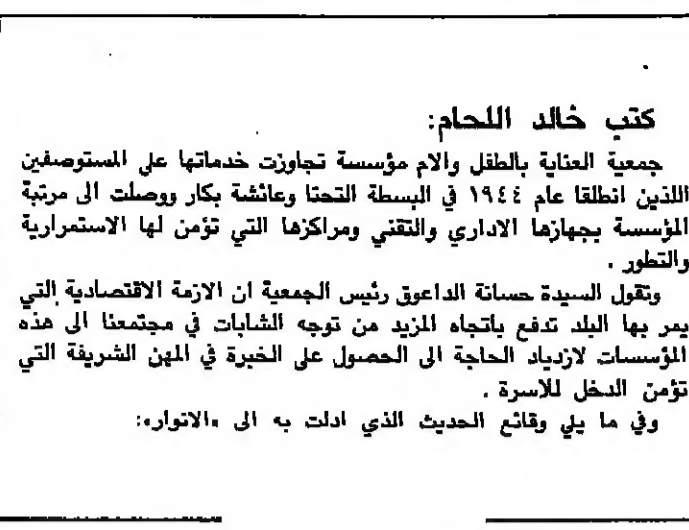 كتب خالد اللحام:
جمعية العناية بالطفل والام مؤسسة تجاوزت خدماتها على المستوصفين
اللذين انطلقا عام ١٩٤٤ في البسطة التحتا وعائشة بكار ووصلت الى مرتبة
المؤسسة بجهازها الاداري والتقني ومراكزها التي تؤمن لها الاستمرارية
والتطور .
وتقول السيدة حسانة الداعوق رئيس الجمعية ان الازمة الاقتصادية التي
يمر بها البلد تدفع باتجاه المزيد من توجه الشابات في مجتمعنا الى هذه
المؤسسات لازدياد الحاجة الى الحصول على الخبرة في المهن الشريفة التي
تؤمن الدخل للاسرة .
وفي ما يلي وقائع الحديث الذي ادلت به الى «الانوار»: